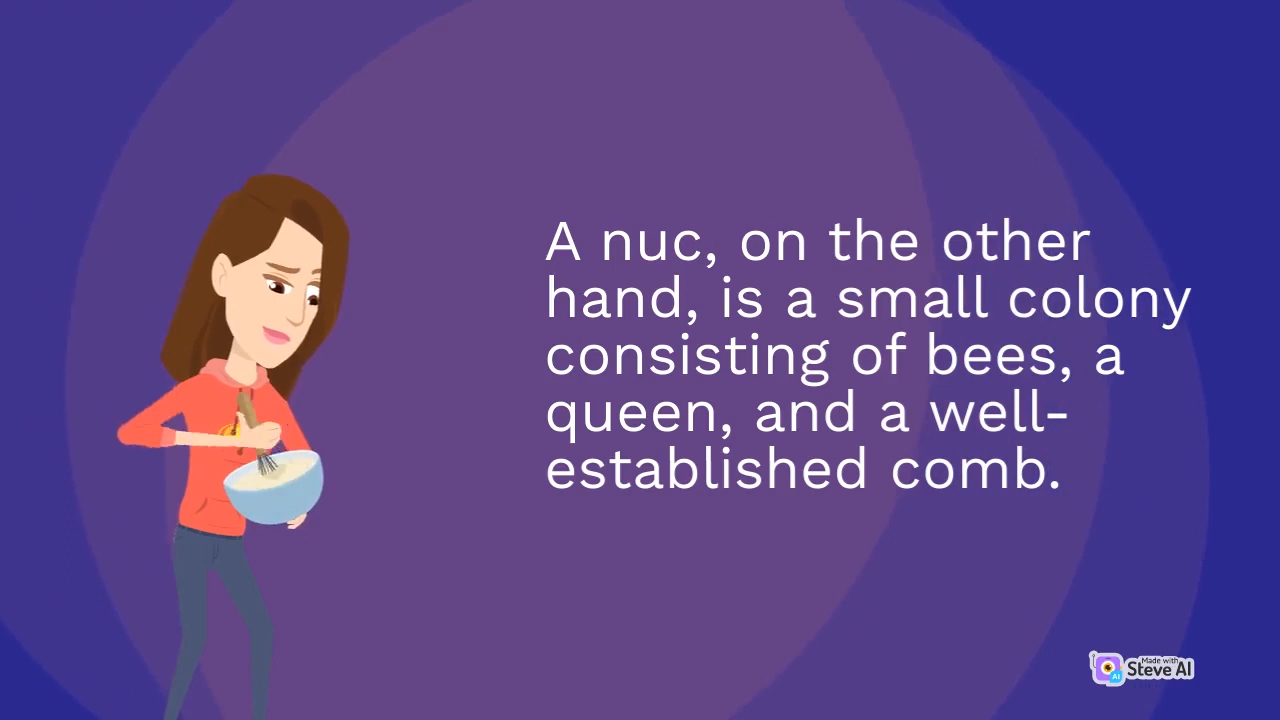 A nuc, on the other
hand, is a small colony
consisting of bees, a
queen, and a well-
established comb.
Made with
Steve AI
AI